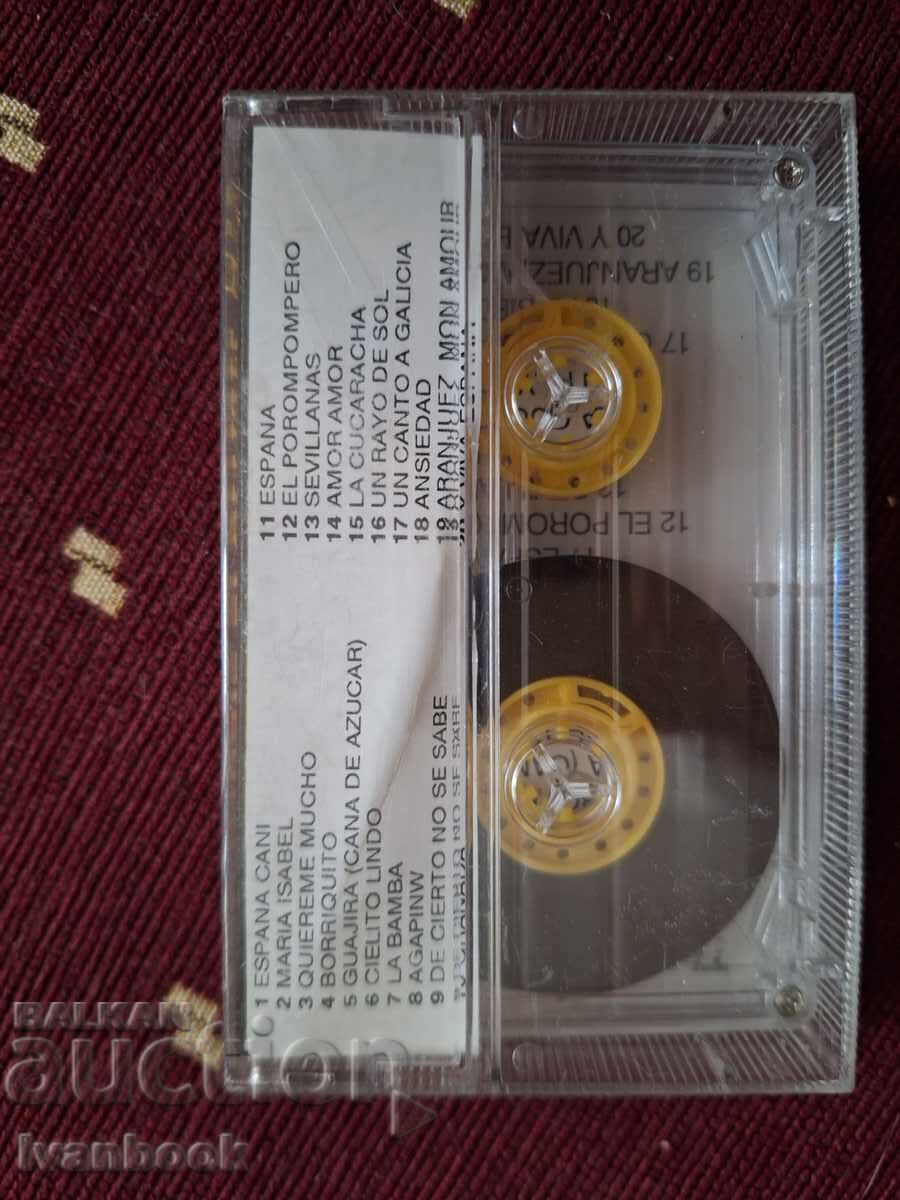 1 ESPANA CANI
2 MARIA ISABEL
3 QUIEREME MUCHO
4 BORRIQUITO
5 GUAJIRA (CANA DE AZUCAR)
6 CIELITO LINDO
7 LA BAMBA
8 AGAPINW
9 DE CIERTO NO SE SABE
11 ESPANA
12 EL POROMPOMPERO
13 SEVILLANAS
14 AMOR AMOR
15 LA CUCARACHA
16 UN RAYO DE SOL
17 UN CANTO A GALICIA
18 ANSIEDAD
19 ARANJUEZ MON AMOUR
20 Y VIVA
19 ARANJUEZ,
17
12 EL POROM
BALKAN
auction
Ivanbook